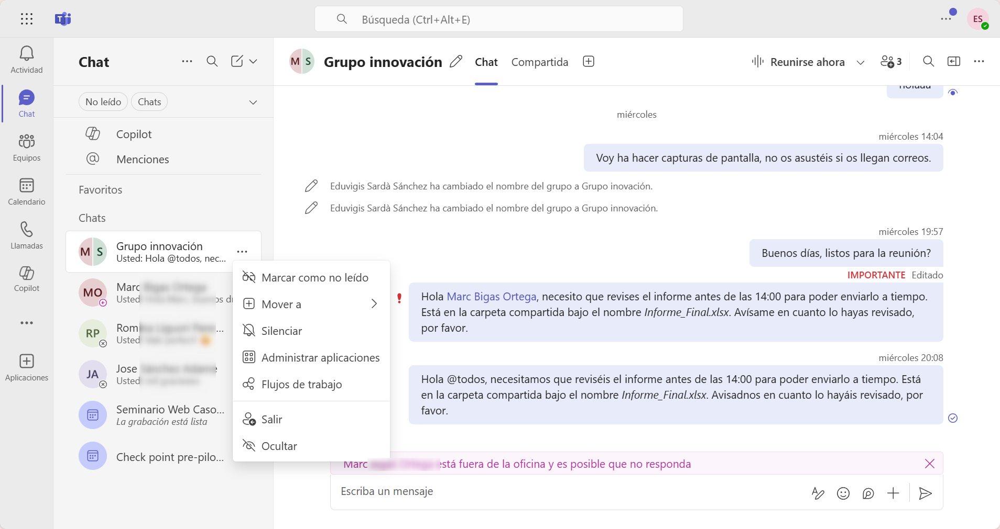 Búsqueda (Ctrl+Alt+E)
ES
Actividad
Chat
Equipos
Calendario
Llamadas
Copilot
Aplicaciones
Chat
No leído
Chats
Copilot
Menciones
Favoritos
Chats
M S
Grupo innovación
Usted: Hola @todos, nec...
MO
Marc
Usted
RP
Rom
Usted
JA
Jose
Usted
Seminario Web Caso...
La grabación está lista
Check point pre-pilo...
Marcar como no leído
Mover a
Silenciar
Administrar aplicaciones
Flujos de trabajo
Salir
Ocultar
M S
Grupo innovación
Chat
Compartida
Reunirse ahora
3
miércoles
miércoles 14:04
Voy ha hacer capturas de pantalla, no os asustéis si os llegan correos.
Eduvigis Sardà Sánchez ha cambiado el nombre del grupo a Grupo inovación.
Eduvigis Sardà Sánchez ha cambiado el nombre del grupo a Grupo innovación.
miércoles 19:57
Buenos días, listos para la reunión?
IMPORTANTE Editado
Hola Marc Bigas Ortega, necesito que revises el informe antes de las 14:00 para poder enviarlo a tiempo.
Está en la carpeta compartida bajo el nombre Informe_Final.xlsx. Avísame en cuanto lo hayas revisado,
por favor.
miércoles 20:08
Hola @todos, necesitamos que reviséis el informe antes de las 14:00 para poder enviarlo a tiempo. Está
en la carpeta compartida bajo el nombre Informe_Final.xlsx. Avisadnos en cuanto lo hayáis revisado, por
favor.
Marc está fuera de la oficina y es posible que no responda
Escriba un mensaje